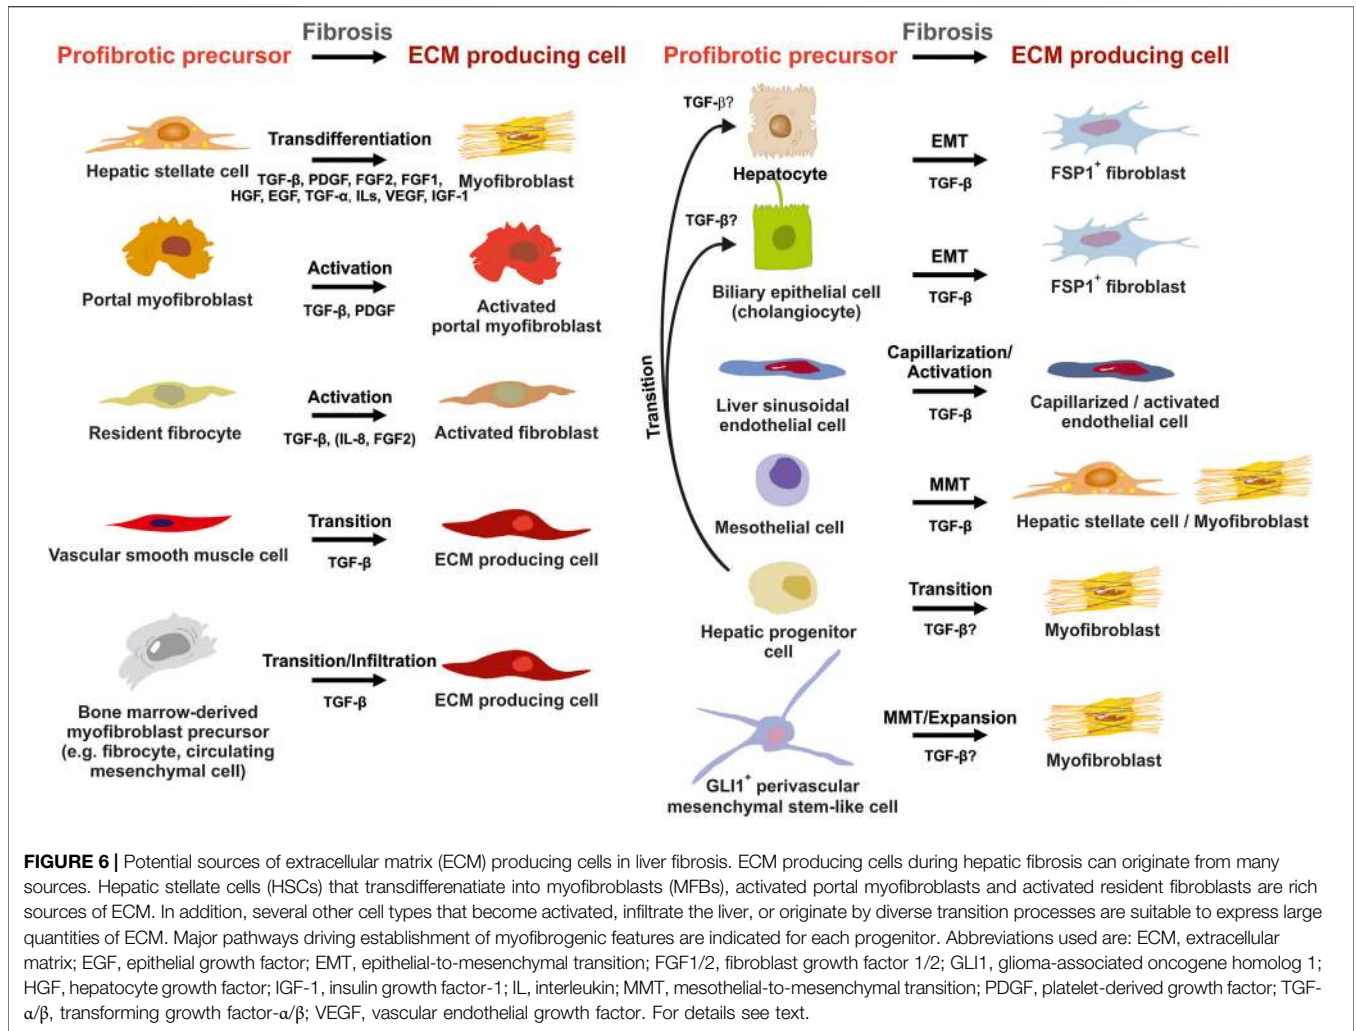 Fibrosis
Profibrotic precursor
ECM producing cell
Hepatic stellate cell
Transdifferentiation
TGF-β, PDGF, FGF2, FGF1,
HGF, EGF, TGF-α, ILs, VEGF, IGF-1
Myofibroblast
Portal myofibroblast
Activation
TGF-β, PDGF
Activated
portal myofibroblast
Resident fibrocyte
Activation
TGF-β, (IL-8, FGF2)
Activated fibroblast
Vascular smooth muscle cell
Transition
TGF-β
ECM producing cell
Bone marrow-derived
myofibroblast precursor
(e.g. fibrocyte, circulating
mesenchymal cell)
Transition/Infiltration
TGF-β
ECM producing cell
Fibrosis
Profibrotic precursor
ECM producing cell
TGF-β?
Hepatocyte
EMT
TGF-β
FSP1+ fibroblast
TGF-β?
Biliary epithelial cell
(cholangiocyte)
EMT
TGF-β
FSP1+ fibroblast
Transition
Liver sinusoidal
endothelial cell
Capillarization/
Activation
TGF-β
Capillarized / activated
endothelial cell
Mesothelial cell
MMT
TGF-β
Hepatic stellate cell / Myofibroblast
Hepatic progenitor
cell
Transition
TGF-β?
Myofibroblast
GLI1+ perivascular
mesenchymal stem-like cell
MMT/Expansion
TGF-β?
Myofibroblast
FIGURE 6 | Potential sources of extracellular matrix (ECM) producing cells in liver fibrosis. ECM producing cells during hepatic fibrosis can originate from many
sources. Hepatic stellate cells (HSCs) that transdifferenatiate into myofibroblasts (MFBs), activated portal myofibroblasts and activated resident fibroblasts are rich
sources of ECM. In addition, several other cell types that become activated, infiltrate the liver, or originate by diverse transition processes are suitable to express large
quantities of ECM. Major pathways driving establishment of myofibrogenic features are indicated for each progenitor. Abbreviations used are: ECM, extracellular
matrix; EGF, epithelial growth factor; EMT, epithelial-to-mesenchymal transition; FGF1/2, fibroblast growth factor 1/2; GLI1, glioma-associated oncogene homolog 1;
HGF, hepatocyte growth factor; IGF-1, insulin growth factor-1; IL, interleukin; MMT, mesothelial-to-mesenchymal transition; PDGF, platelet-derived growth factor; TGF-
α/β, transforming growth factor-α/β; VEGF, vascular endothelial growth factor. For details see text.